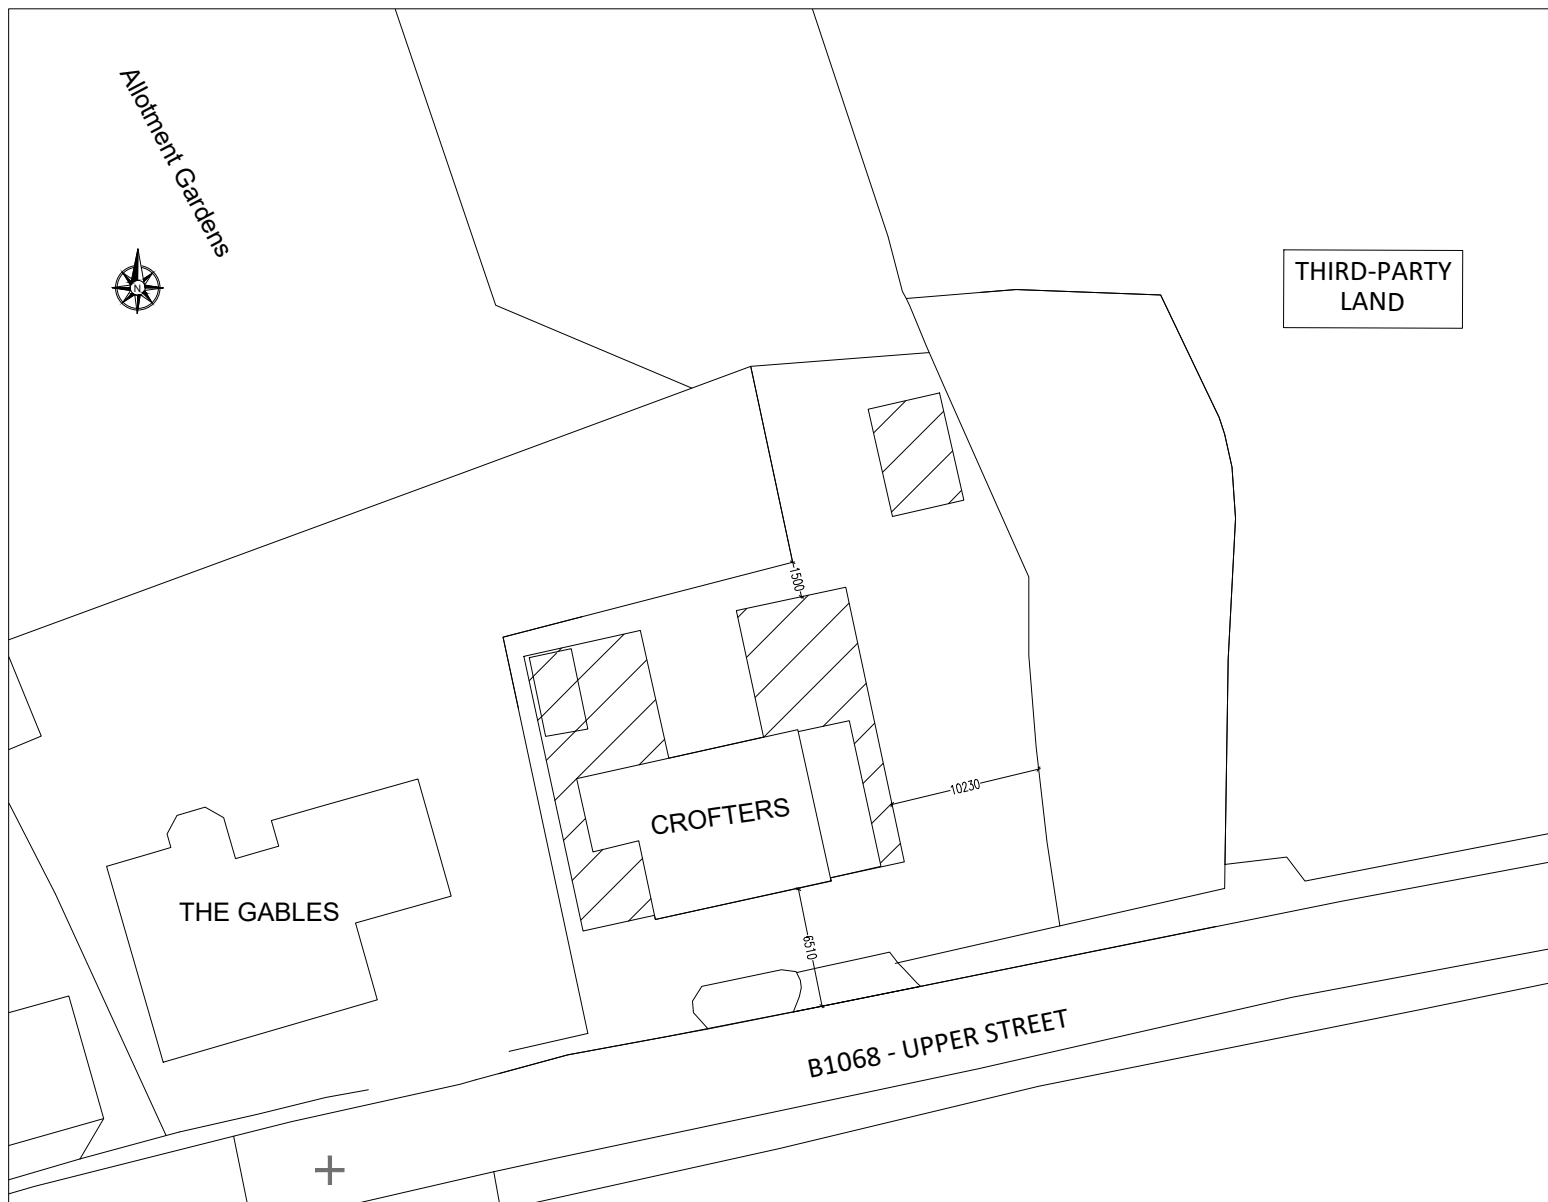 Allotment Gardens
N
THIRD-PARTY
LAND
1500
10230
CROFTERS
THE GABLES
6510
B1068 - UPPER STREET